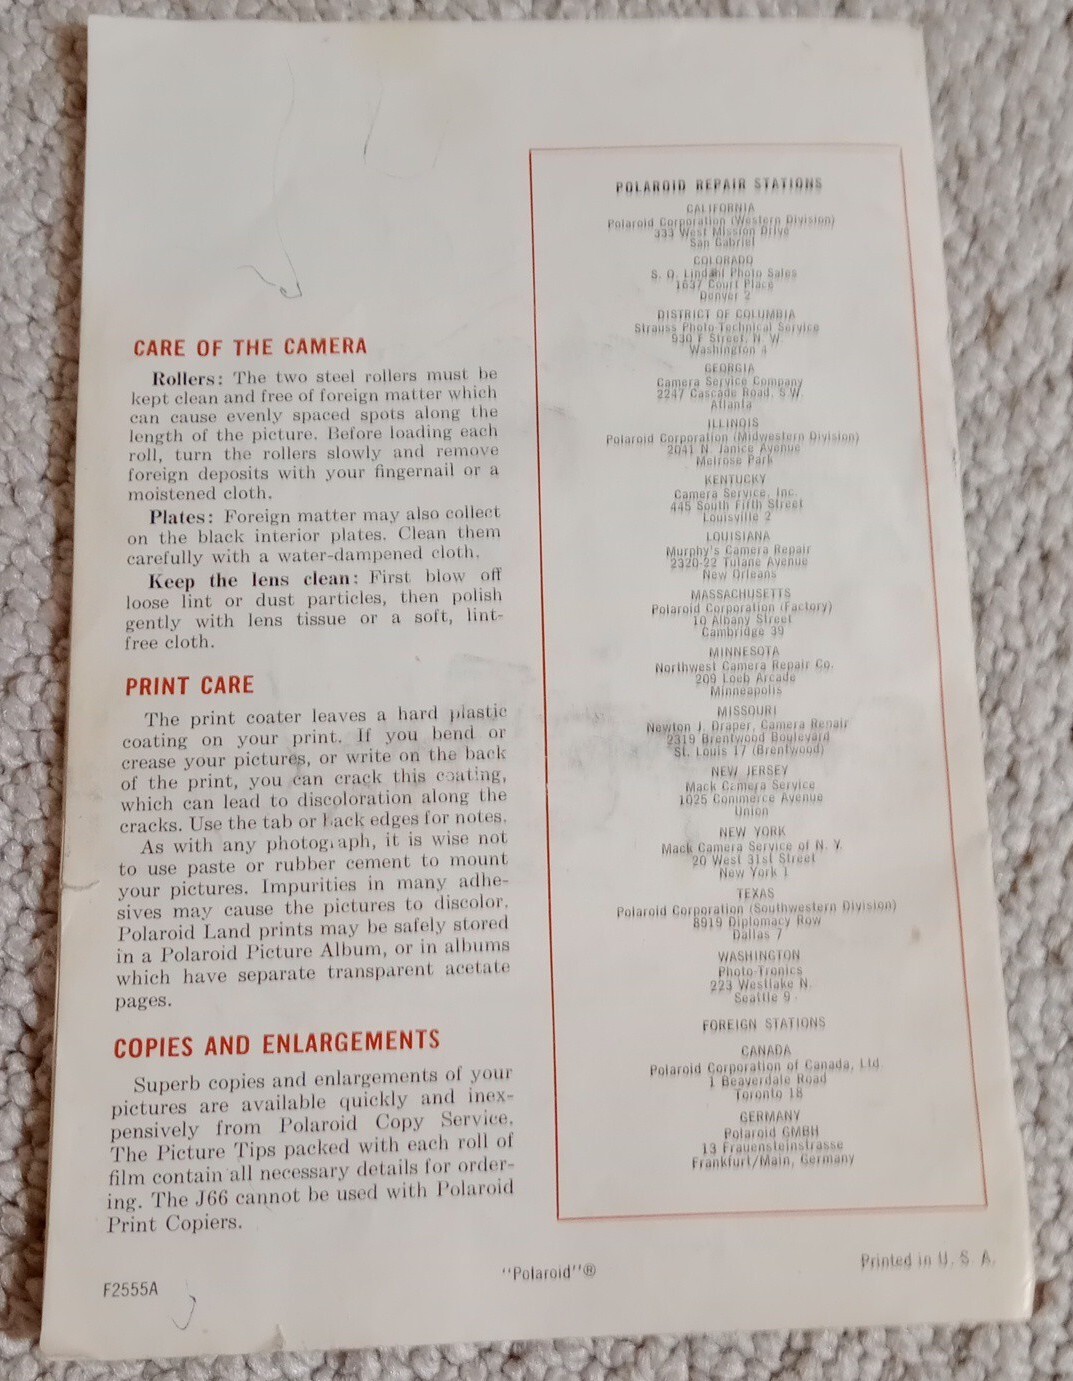 CARE OF THE CAMERA
Rollers: The two steel rollers must be
kept clean and free of foreign matter which
can cause evenly spaced spots along the
length of the picture. Before loading each
roll, turn the rollers slowly and remove
foreign deposits with your fingernail or a
moistened cloth.
Plates: Foreign matter may also collect
on the black interior plates. Clean them
carefully with a water-dampened cloth.
Keep the lens clean: First blow off
loose lint or dust particles, then polish
gently with lens tissue or a soft, lint-
free cloth.
PRINT CARE
The print coater leaves a hard plastic
coating on your print. If you bend or
crease your pictures, or write on the back
of the print, you can crack this coating,
which can lead to discoloration along the
cracks. Use the tab or back edges for notes.
As with any photograph, it is wise not
to use paste or rubber cement to mount
your pictures. Impurities in many adhe-
sives may cause the pictures to discolor.
Polaroid Land prints may be safely stored
in a Polaroid Picture Album, or in albums
which have separate transparent acetate
pages.
COPIES AND ENLARGEMENTS
Superb copies and enlargements of your
pictures are available quickly and inex-
pensively from Polaroid Copy Service.
The Picture Tips packed with each roll of
film contain all necessary details for order-
ing. The J66 cannot be used with Polaroid
Print Copiers.
POLAROID REPAIR STATIONS
CALIFORNIA
Polaroid Corporation (Western Division)
333 West Mission Drive
San Gabriel
COLORADO
S. O. Lindahl Photo Sales
1637 Court Place
Denver 2
DISTRICT OF COLUMBIA
Strauss Photo-Technical Service
930 F Street, N. W.
Washington 4
GEORGIA
Camera Service Company
2247 Cascade Road, S.W.
Atlanta
ILLINOIS
Polaroid Corporation (Midwestern Division)
2041 N. Janice Avenue
Melrose Park
KENTUCKY
Camera Service, Inc.
445 South Fifth Street
Louisville 2
LOUISIANA
Murphy's Camera Repair
2320-22 Tulane Avenue
New Orleans
MASSACHUSETTS
Polaroid Corporation (Factory)
10 Albany Street
Cambridge 39
MINNESOTA
Northwest Camera Repair Co.
209 Loeb Arcade
Minneapolis
MISSOURI
Newton J. Draper, Camera Repair
2319 Brentwood Boulevard
St. Louis 17 (Brentwood)
NEW JERSEY
Mack Camera Service
1025 Commerce Avenue
Union
NEW YORK
Mack Camera Service of N. Y.
20 West 31st Street
New York 1
TEXAS
Polaroid Corporation (Southwestern Division)
8919 Diplomacy Row
Dallas 7
WASHINGTON
Photo-Tronics
223 Westlake N.
Seattle 9
FOREIGN STATIONS
CANADA
Polaroid Corporation of Canada, Ltd.
1 Beaverdale Road
Toronto 18
GERMANY
Polaroid GMBH
13 Frauensteinstrasse
Frankfurt/Main, Germany
F2555A
"Polaroid"®
Printed in U. S. A.